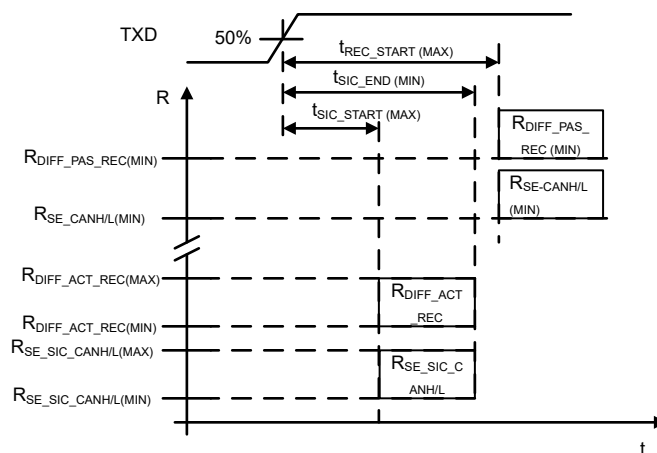 TXD
50%
tREC_START (MAX)
tSIC_END (MIN)
tSIC_START (MAX)
R
RDIFF_PAS_
REC (MIN)
RDIFF_PAS_REC(MIN)
RSE-CANH/L
(MIN)
RSE_CANH/L(MIN)
RDIFF_ACT_REC(MAX)
RDIFF_ACT
_REC
RDIFF_ACT_REC(MIN)
RSE_SIC_CANH/L(MAX)
RSE_SIC_C
ANH/L
RSE_SIC_CANH/L(MIN)
t